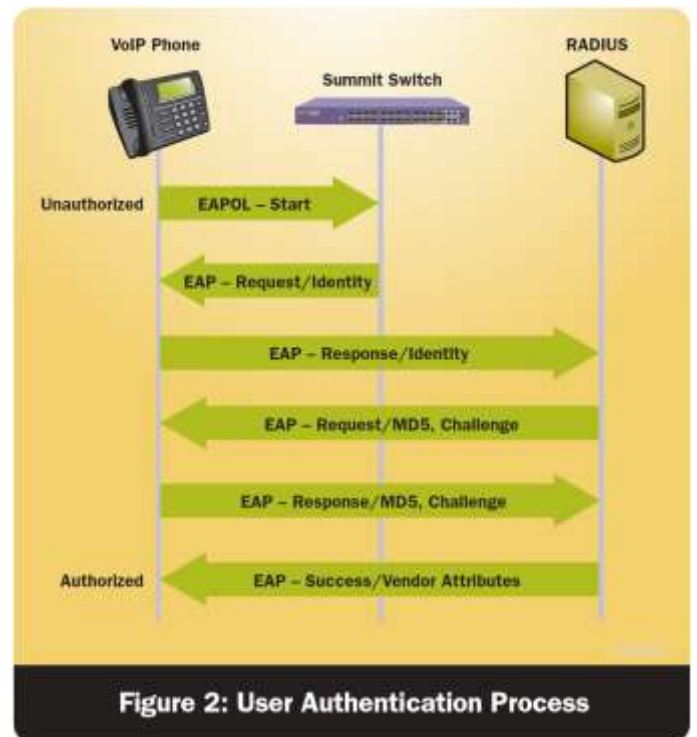 VoIP Phone
RADIUS
Summit Switch
Unauthorized
EAPOL – Start
EAP – Request/Identity
EAP – Response/Identity
EAP – Request/MD5, Challenge
EAP – Response/MD5, Challenge
Authorized
EAP – Success/Vendor Attributes
Figure 2: User Authentication Process